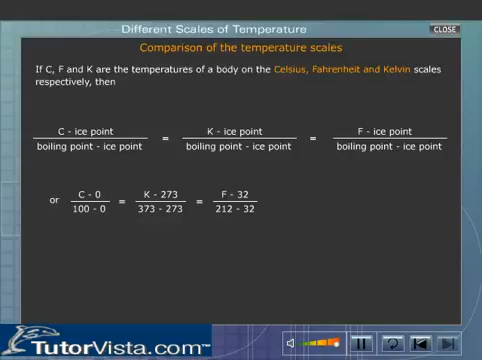 Different Scales of Temperature
CLOSE
Comparison of the temperature scales
If C, F and K are the temperatures of a body on the Celsius, Fahrenheit and Kelvin scales
respectively, then
C - ice point = K - ice point = F - ice point
boiling point - ice point boiling point - ice point boiling point - ice point
or C - 0 = K - 273 = F - 32
100 - 0 373 - 273 212 - 32
TutorVista.com™